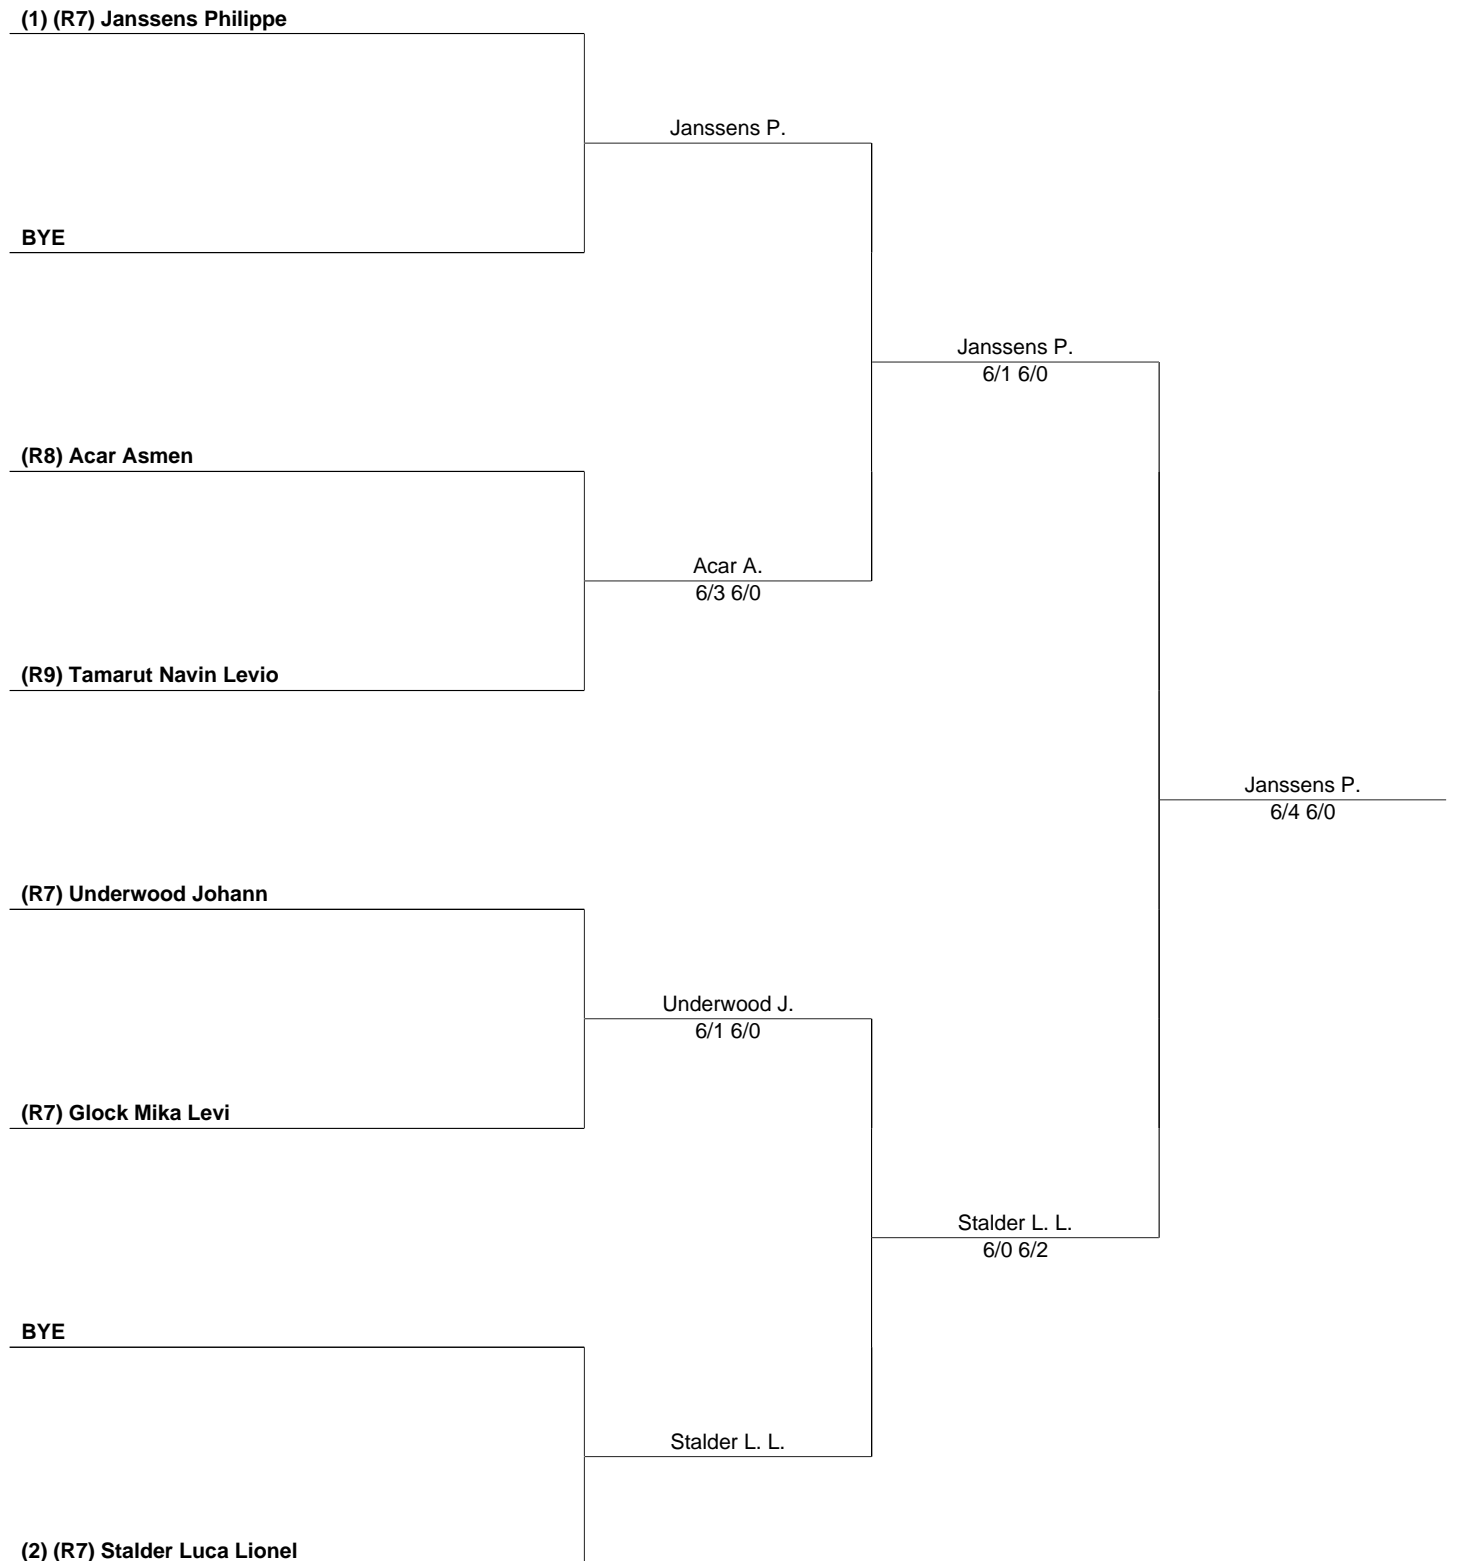 (1) (R7) Janssens Philippe
Janssens P.
BYE
Janssens P.
6/1 6/0
(R8) Acar Asmen
Acar A.
6/3 6/0
(R9) Tamarut Navin Levio
Janssens P.
6/4 6/0
(R7) Underwood Johann
Underwood J.
6/1 6/0
(R7) Glock Mika Levi
Stalder L. L.
6/0 6/2
BYE
Stalder L. L.
(2) (R7) Stalder Luca Lionel